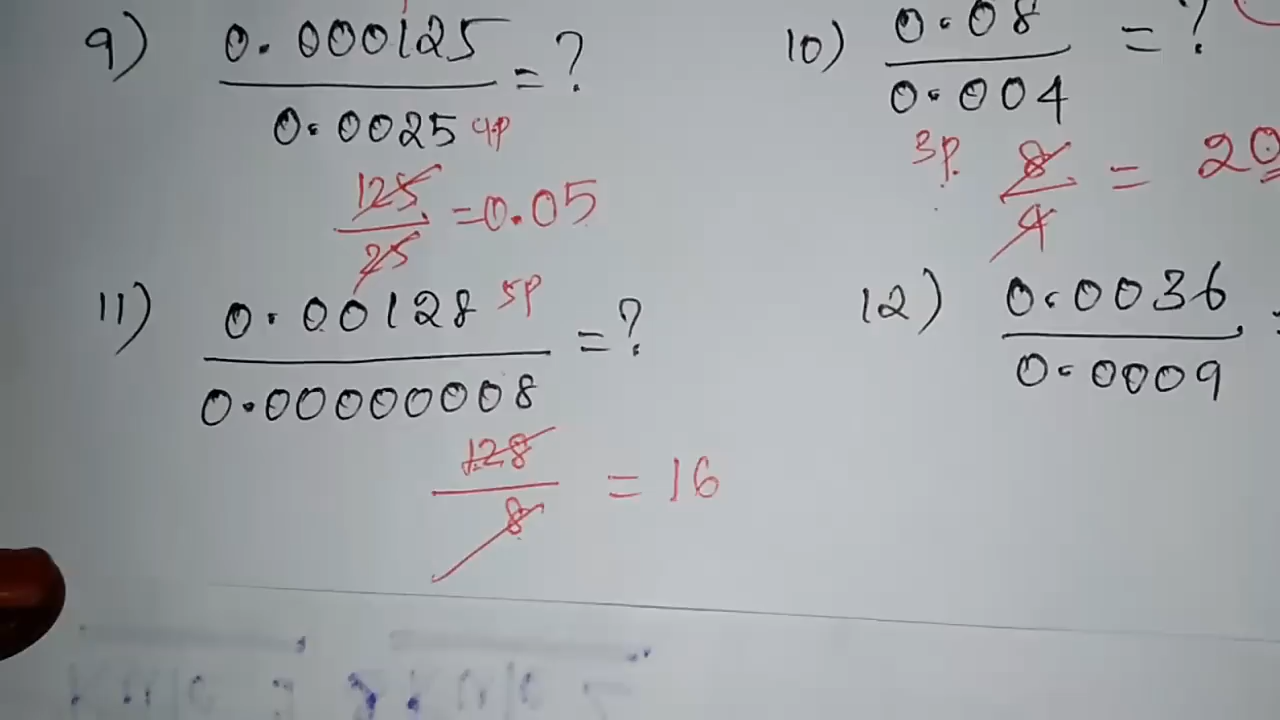 9) 0.000125 / 0.0025 = ?
4P
125 / 25 = 0.05
10) 0.08 / 0.004 = ?
3P. 8 / 4 = 20
11) 0.00128 / 0.00000008 = ?
5P
128 / 8 = 16
12) 0.0036 / 0.0009